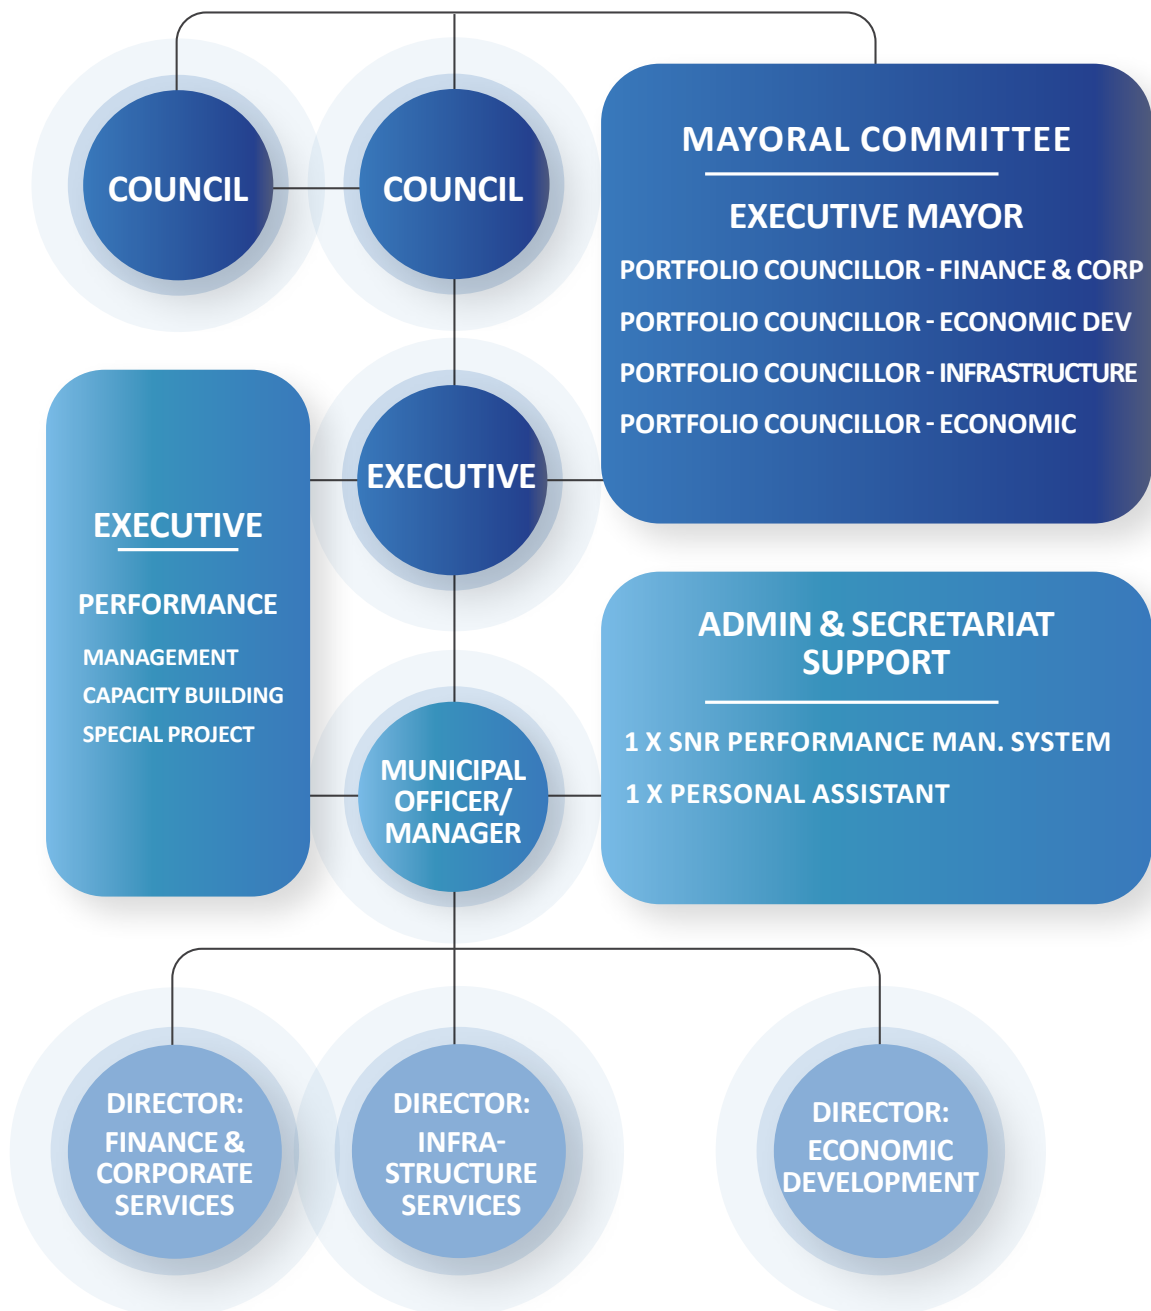 COUNCIL
COUNCIL
MAYORAL COMMITTEE
EXECUTIVE MAYOR
PORTFOLIO COUNCILLOR - FINANCE & CORP
PORTFOLIO COUNCILLOR - ECONOMIC DEV
PORTFOLIO COUNCILLOR - INFRASTRUCTURE
PORTFOLIO COUNCILLOR - ECONOMIC
EXECUTIVE
EXECUTIVE
PERFORMANCE
MANAGEMENT
CAPACITY BUILDING
SPECIAL PROJECT
MUNICIPAL
OFFICER/
MANAGER
ADMIN & SECRETARIAT
SUPPORT
1 X SNR PERFORMANCE MAN. SYSTEM
1 X PERSONAL ASSISTANT
DIRECTOR:
FINANCE &
CORPORATE
SERVICES
DIRECTOR:
INFRA-
STRUCTURE
SERVICES
DIRECTOR:
ECONOMIC
DEVELOPMENT